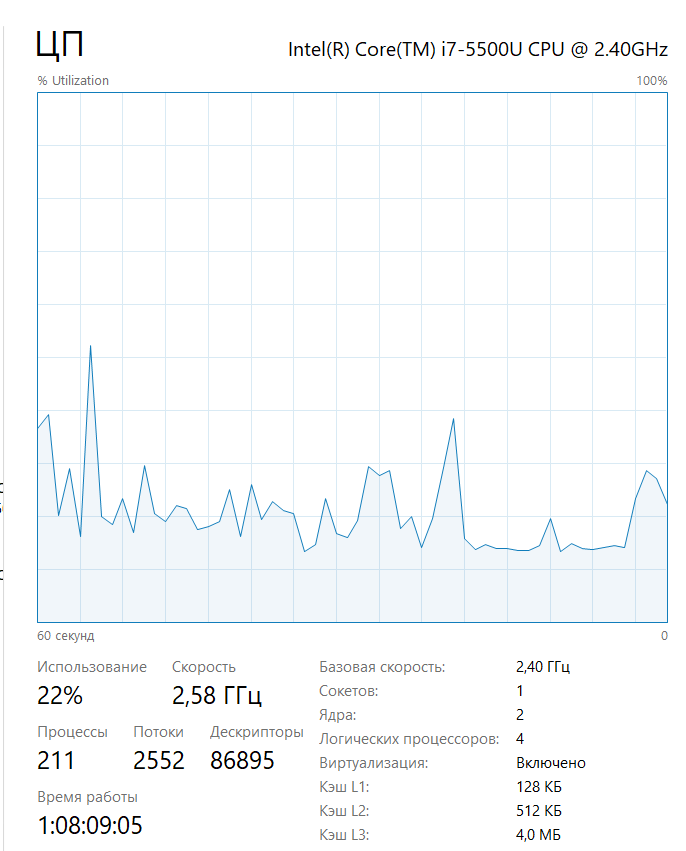 ЦП
Intel(R) Core(TM) i7-5500U CPU @ 2.40GHz
% Utilization 100%
60 секунд 0
Использование Скорость
22% 2,58 ГГц
Процессы Потоки Дескрипторы
211 2552 86895
Время работы
1:08:09:05
Базовая скорость: 2,40 ГГц
Сокетов: 1
Ядра: 2
Логических процессоров: 4
Виртуализация: Включено
Кэш L1: 128 КБ
Кэш L2: 512 КБ
Кэш L3: 4,0 МБ